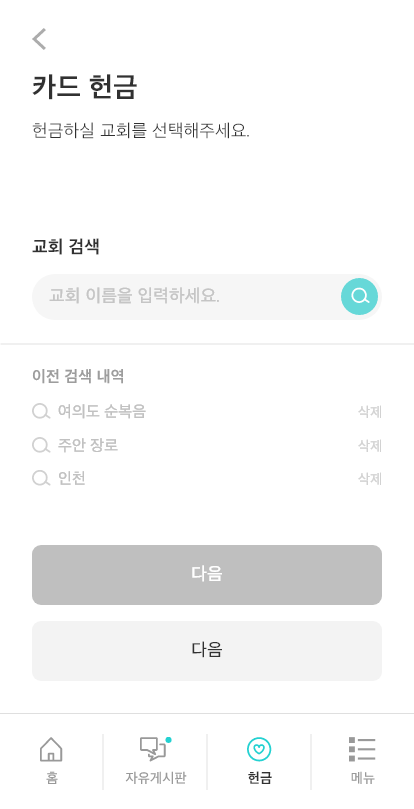 카드 헌금
헌금하실 교회를 선택해주세요.
교회 검색
교회 이름을 입력하세요.
이전 검색 내역
여의도 순복음 삭제
주안 장로 삭제
인천 삭제
다음
다음
홈 자유게시판 헌금 메뉴